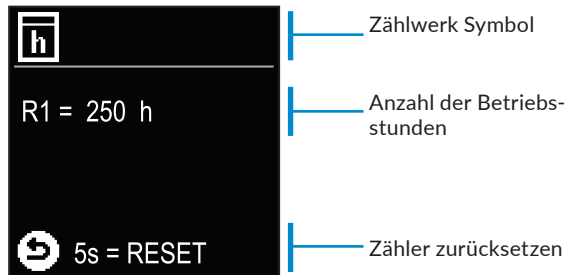 h
Zählwerk Symbol
R1 = 250 h
Anzahl der Betriebs-
stunden
5s = RESET
Zähler zurücksetzen